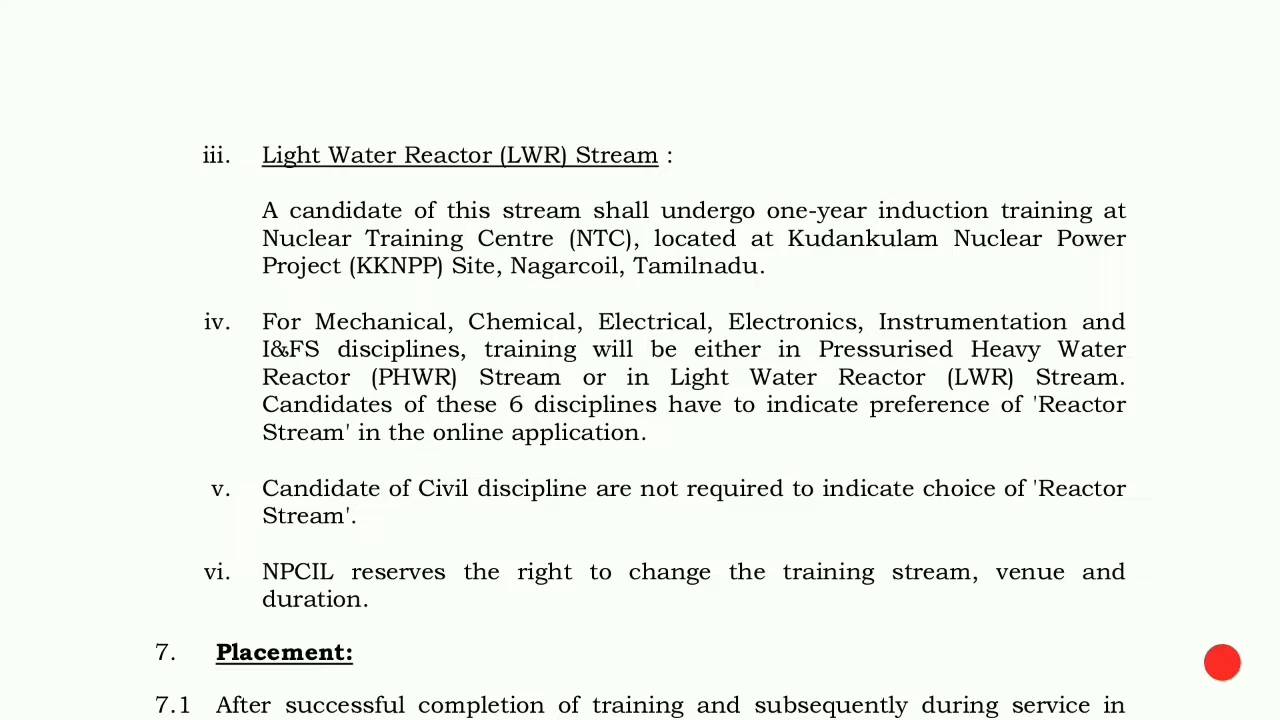 iii. Light Water Reactor (LWR) Stream :
A candidate of this stream shall undergo one-year induction training at
Nuclear Training Centre (NTC), located at Kudankulam Nuclear Power
Project (KKNPP) Site, Nagarcoil, Tamilnadu.
iv. For Mechanical, Chemical, Electrical, Electronics, Instrumentation and
I&FS disciplines, training will be either in Pressurised Heavy Water
Reactor (PHWR) Stream or in Light Water Reactor (LWR) Stream.
Candidates of these 6 disciplines have to indicate preference of 'Reactor
Stream' in the online application.
v. Candidate of Civil discipline are not required to indicate choice of 'Reactor
Stream'.
vi. NPCIL reserves the right to change the training stream, venue and
duration.
7. Placement:
7.1 After successful completion of training and subsequently during service in